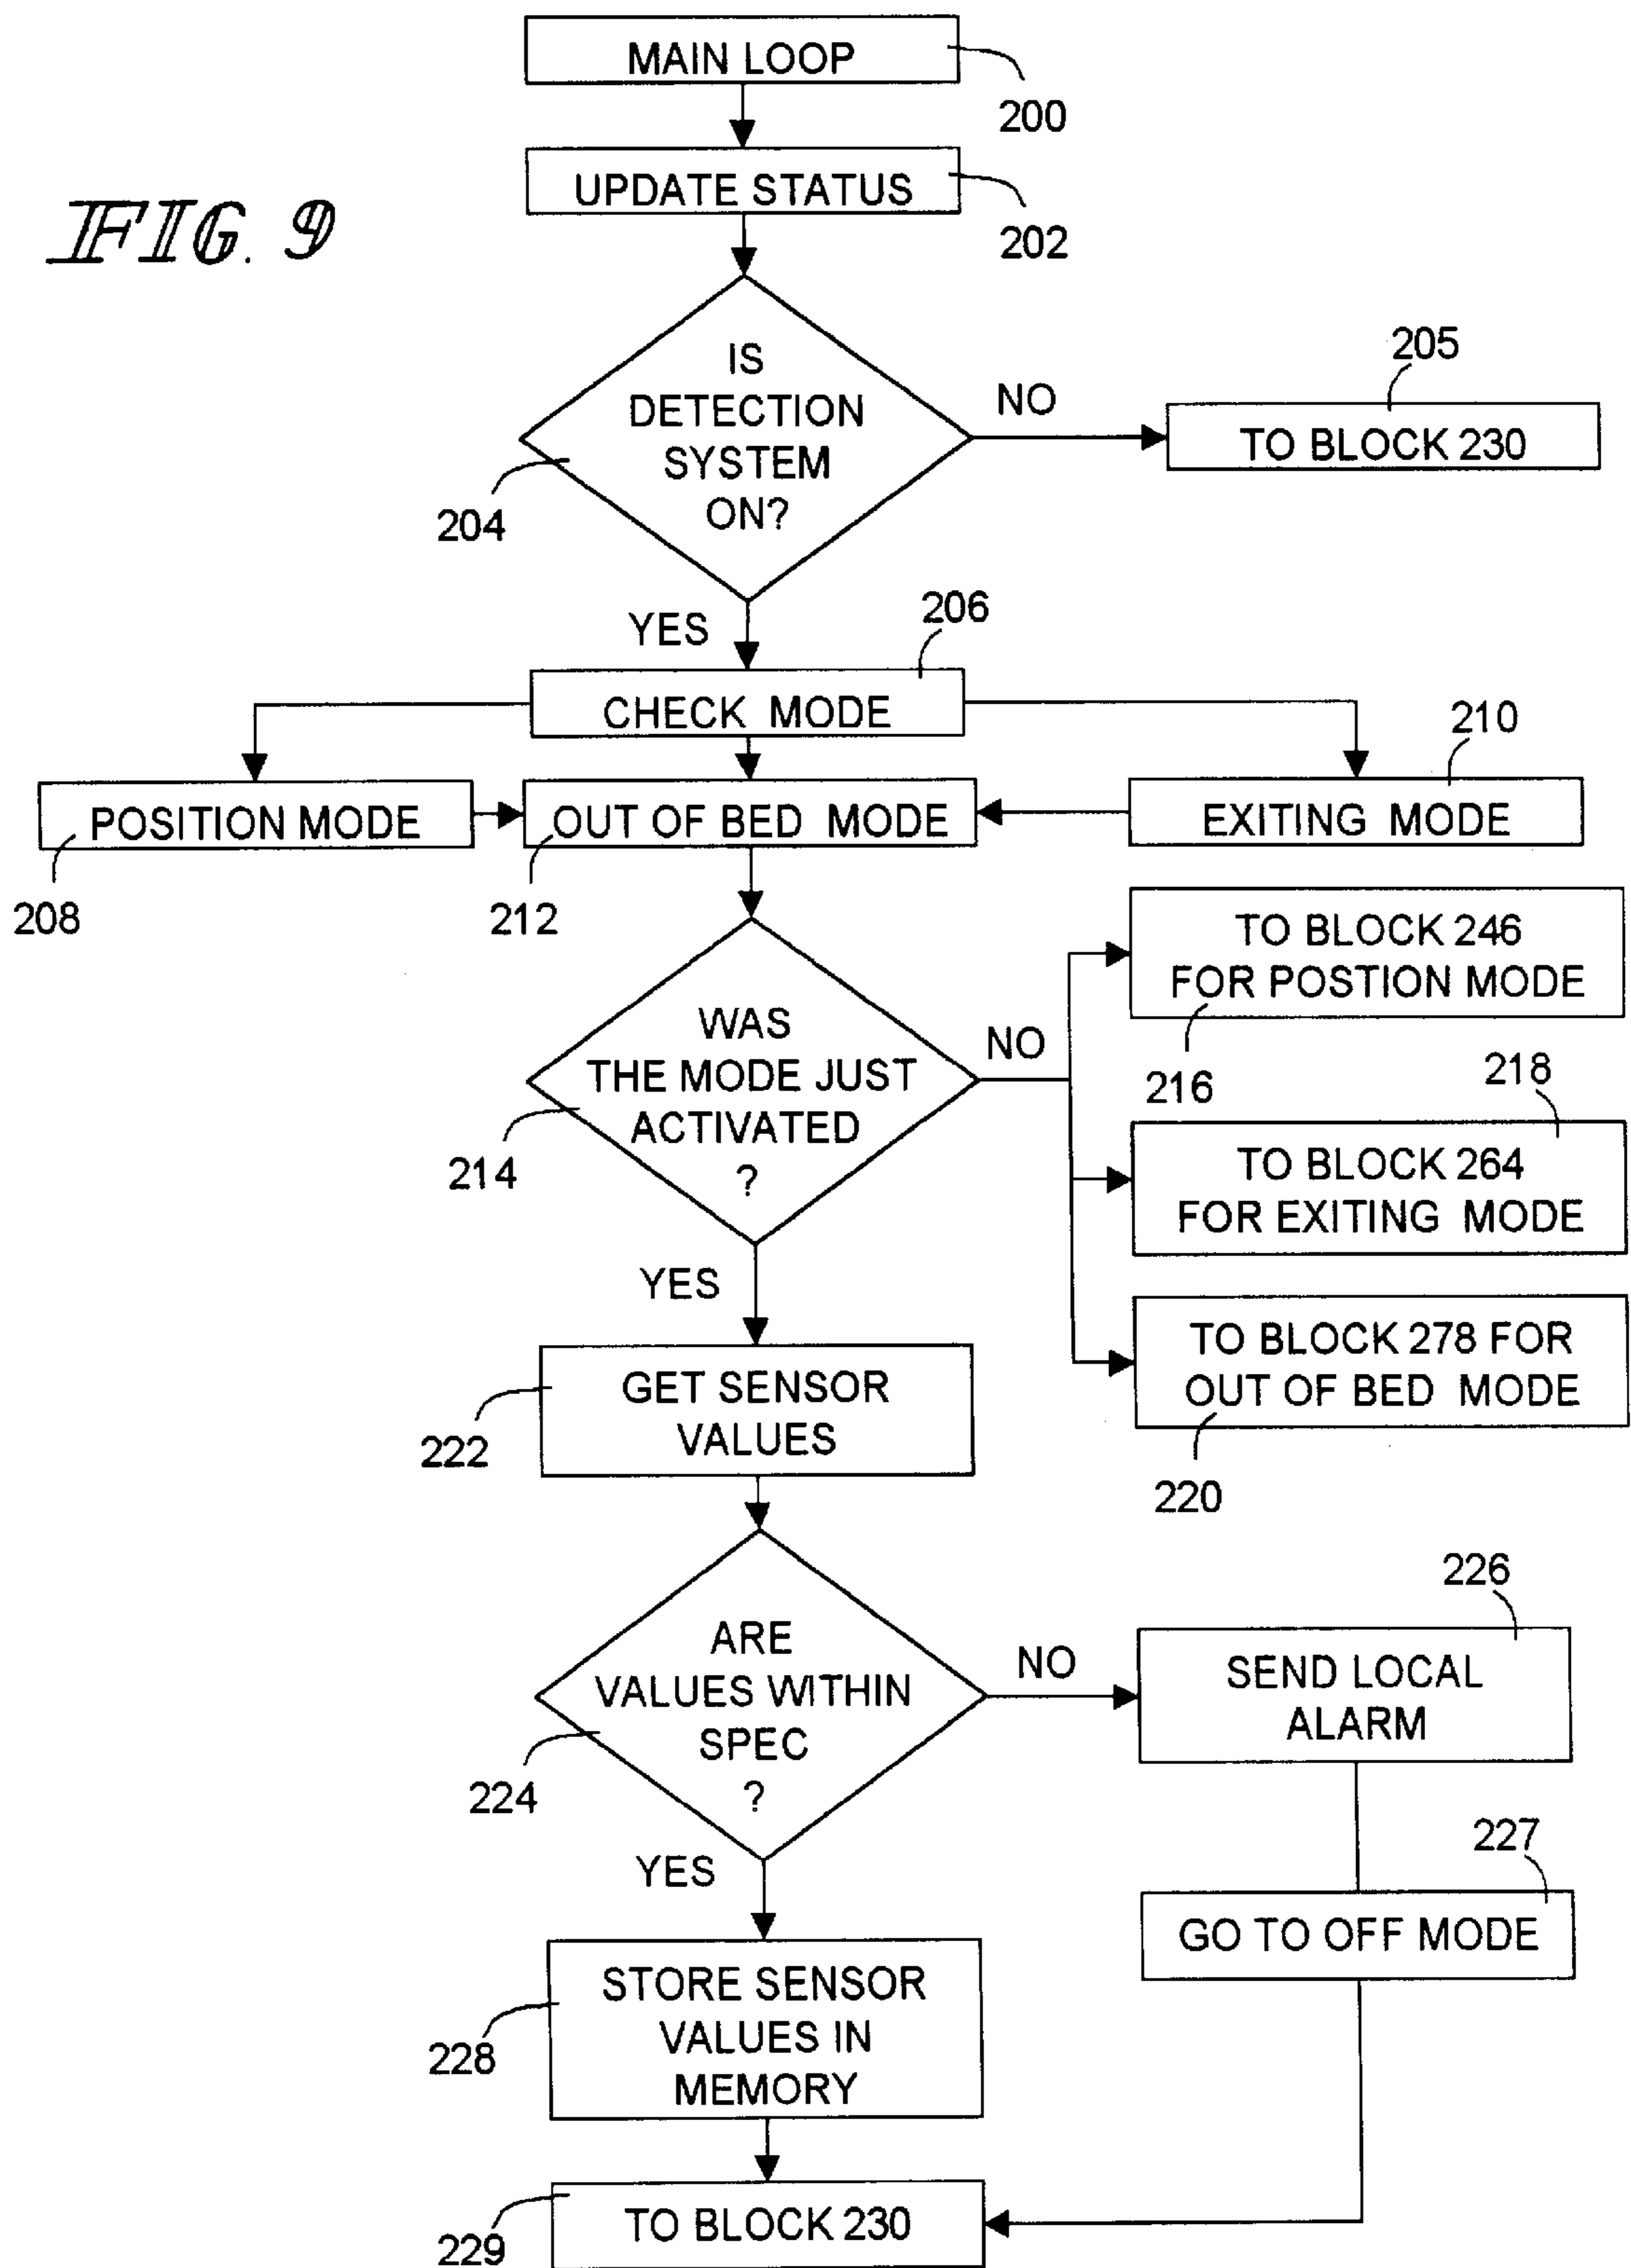 MAIN LOOP
200
UPDATE STATUS
202
FIG. 9
IS
DETECTION
SYSTEM
ON?
204
NO
205
TO BLOCK 230
YES
206
CHECK MODE
210
POSITION MODE
OUT OF BED MODE
EXITING MODE
208
212
WAS
THE MODE JUST
ACTIVATED
?
214
NO
TO BLOCK 246
FOR POSTION MODE
216
218
TO BLOCK 264
FOR EXITING MODE
YES
TO BLOCK 278 FOR
OUT OF BED MODE
220
GET SENSOR
VALUES
222
ARE
VALUES WITHIN
SPEC
?
224
NO
226
SEND LOCAL
ALARM
YES
227
GO TO OFF MODE
STORE SENSOR
VALUES IN
MEMORY
228
TO BLOCK 230
229